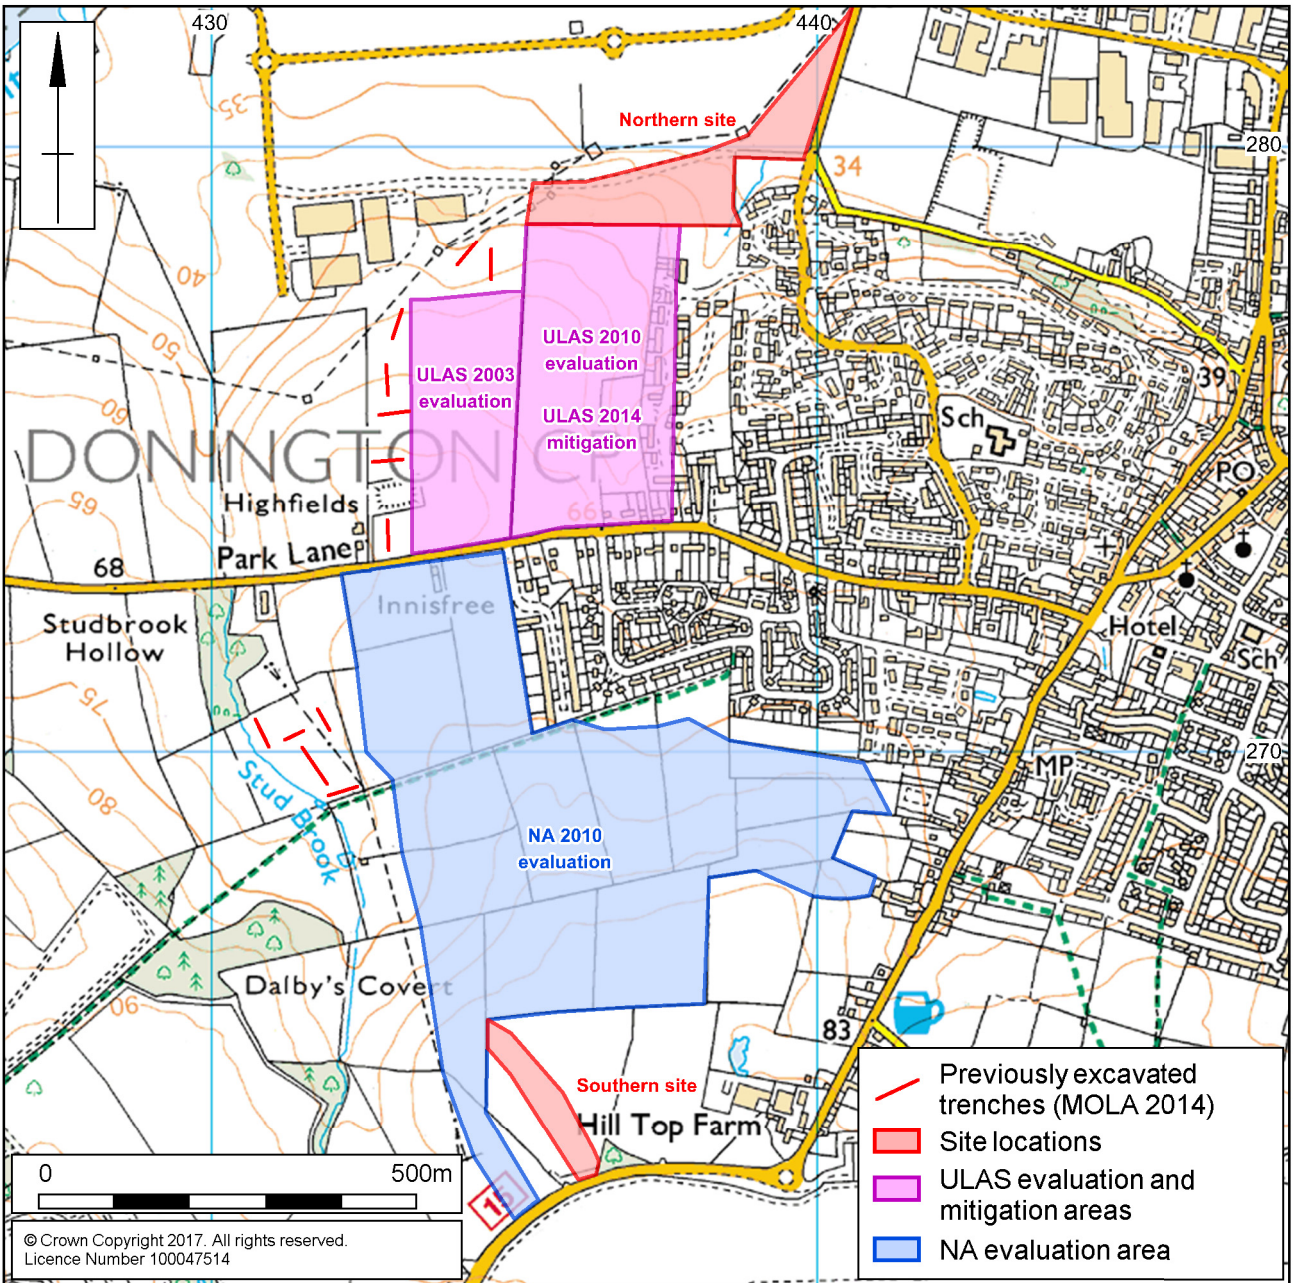 430
440
Northern site
280
35
34
40
ULAS 2010
evaluation
50
ULAS 2003
evaluation
39
60
ULAS 2014
mitigation
Sch
DONINGTON CP
PO
65
Highfields
66
Park Lane
68
Innisfree
Studbrook
Hollow
Hotel
Sch
75
270
MP
Stud Brook
80
NA 2010
evaluation
Dalby's Covert
90
83
Southern site
Hill Top Farm
Previously excavated
trenches (MOLA 2014)
Site locations
ULAS evaluation and
mitigation areas
NA evaluation area
0 500m
© Crown Copyright 2017. All rights reserved.
Licence Number 100047514